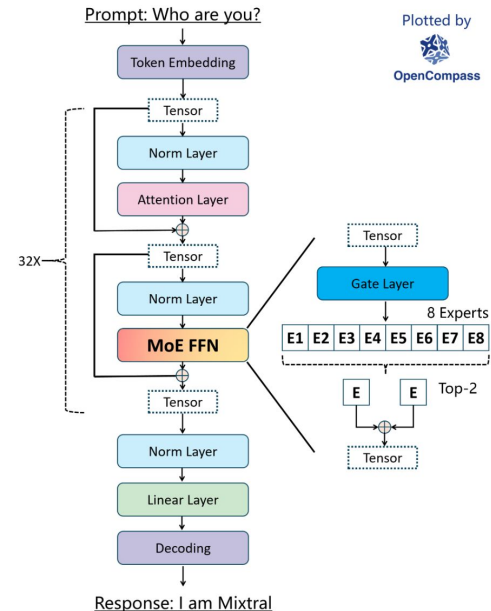 Prompt: Who are you?
Plotted by
OpenCompass
Token Embedding
Tensor
Norm Layer
Attention Layer
32X
Tensor
Norm Layer
MoE FFN
Tensor
Norm Layer
Linear Layer
Decoding
Response: I am Mixtral
Tensor
Gate Layer
8 Experts
E1 E2 E3 E4 E5 E6 E7 E8
E E Top-2
Tensor